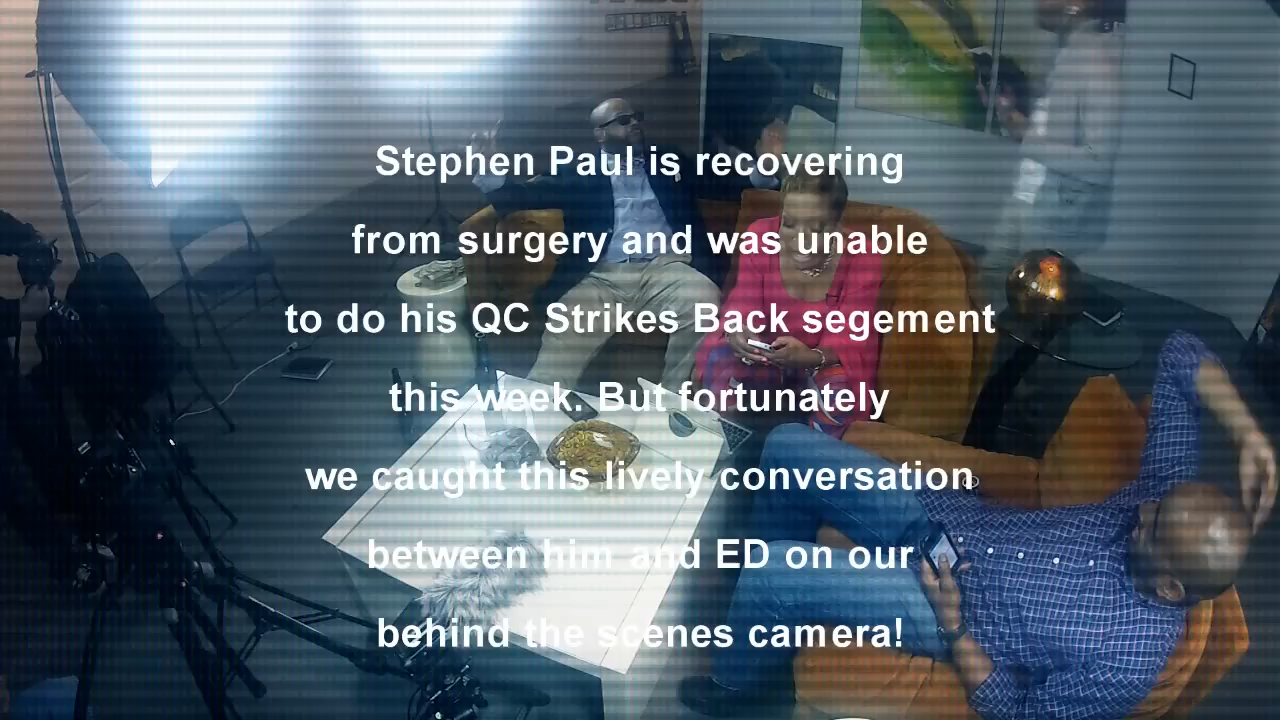 Stephen Paul is recovering
from surgery and was unable
to do his QC Strikes Back segement
this week. But fortunately
we caught this lively conversation
between him and ED on our
behind the scenes camera!